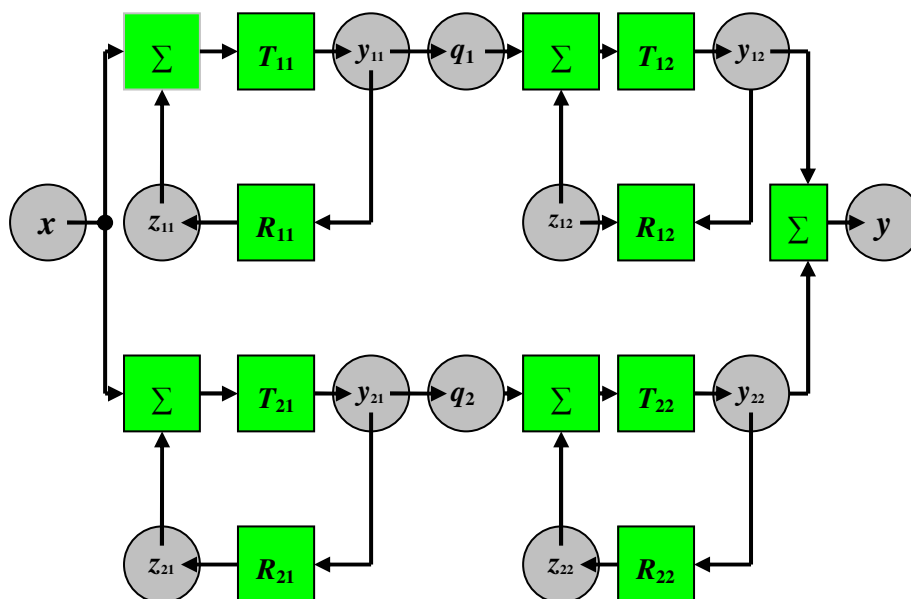 ∑ T₁₁ y₁₁ q₁ ∑ T₁₂ y₁₂
x z₁₁ R₁₁ z₁₂ R₁₂ ∑ y
∑ T₂₁ y₂₁ q₂ ∑ T₂₂ y₂₂
z₂₁ R₂₁ z₂₂ R₂₂